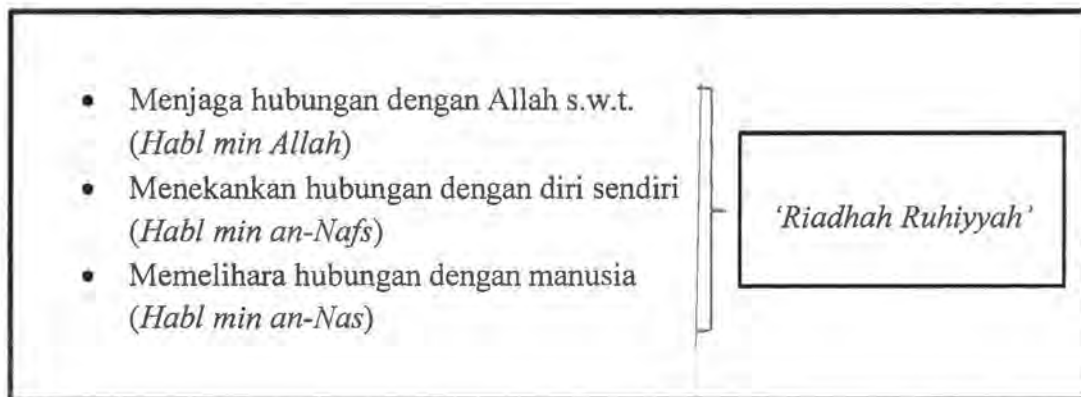 • Menjaga hubungan dengan Allah s.w.t.
(Habl min Allah)
• Menekankan hubungan dengan diri sendiri
(Habl min an-Nafs)
• Memelihara hubungan dengan manusia
(Habl min an-Nas)
‘Riadhah Ruhiyyah’